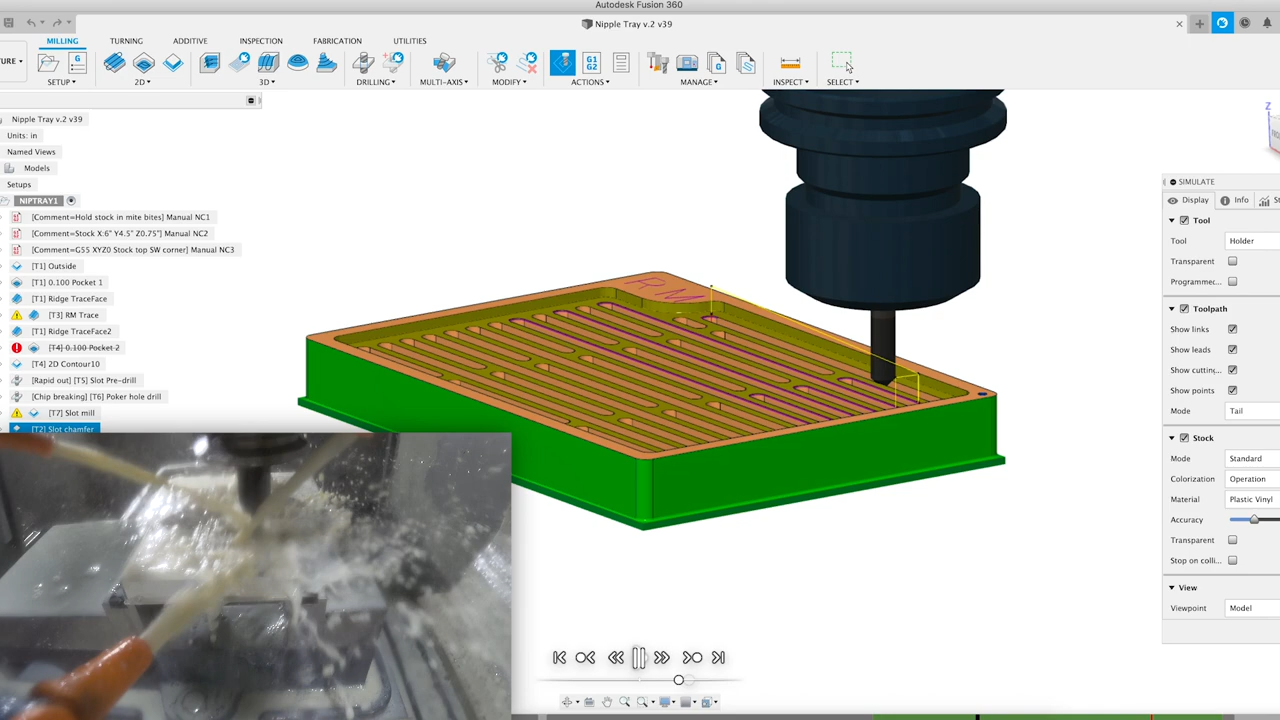 Autodesk Fusion 360
Nipple Tray v.2 v39
MILLING TURNING ADDITIVE INSPECTION FABRICATION UTILITIES
SETUP 2D 3D DRILLING MULTI-AXIS MODIFY ACTIONS MANAGE INSPECT SELECT
G1
G2
Nipple Tray v.2 v39
Units: in
Named Views
Models
Setups
NIPTRAY1
[Comment=Hold stock in mite bites] Manual NC1
[Comment=Stock X:6" Y4.5" Z0.75"] Manual NC2
[Comment=G55 XYZ0 Stock top SW corner] Manual NC3
[T1] Outside
[T1] 0.100 Pocket 1
[T1] Ridge TraceFace
[T3] RM Trace
[T1] Ridge TraceFace2
[T4] 0.100 Pocket 2
[T4] 2D Contour10
[Rapid out] [T5] Slot Pre-drill
[Chip breaking] [T6] Poker hole drill
[T7] Slot mill
[T2] Slot chamfer
RM
Z
SIMULATE
Display Info
Tool
Tool Holder
Transparent
Programmer...
Toolpath
Show links
Show leads
Show cutting...
Show points
Mode Tail
Stock
Mode Standard
Colorization Operation
Material Plastic Vinyl
Accuracy
Transparent
Stop on colli...
View
Viewpoint Model